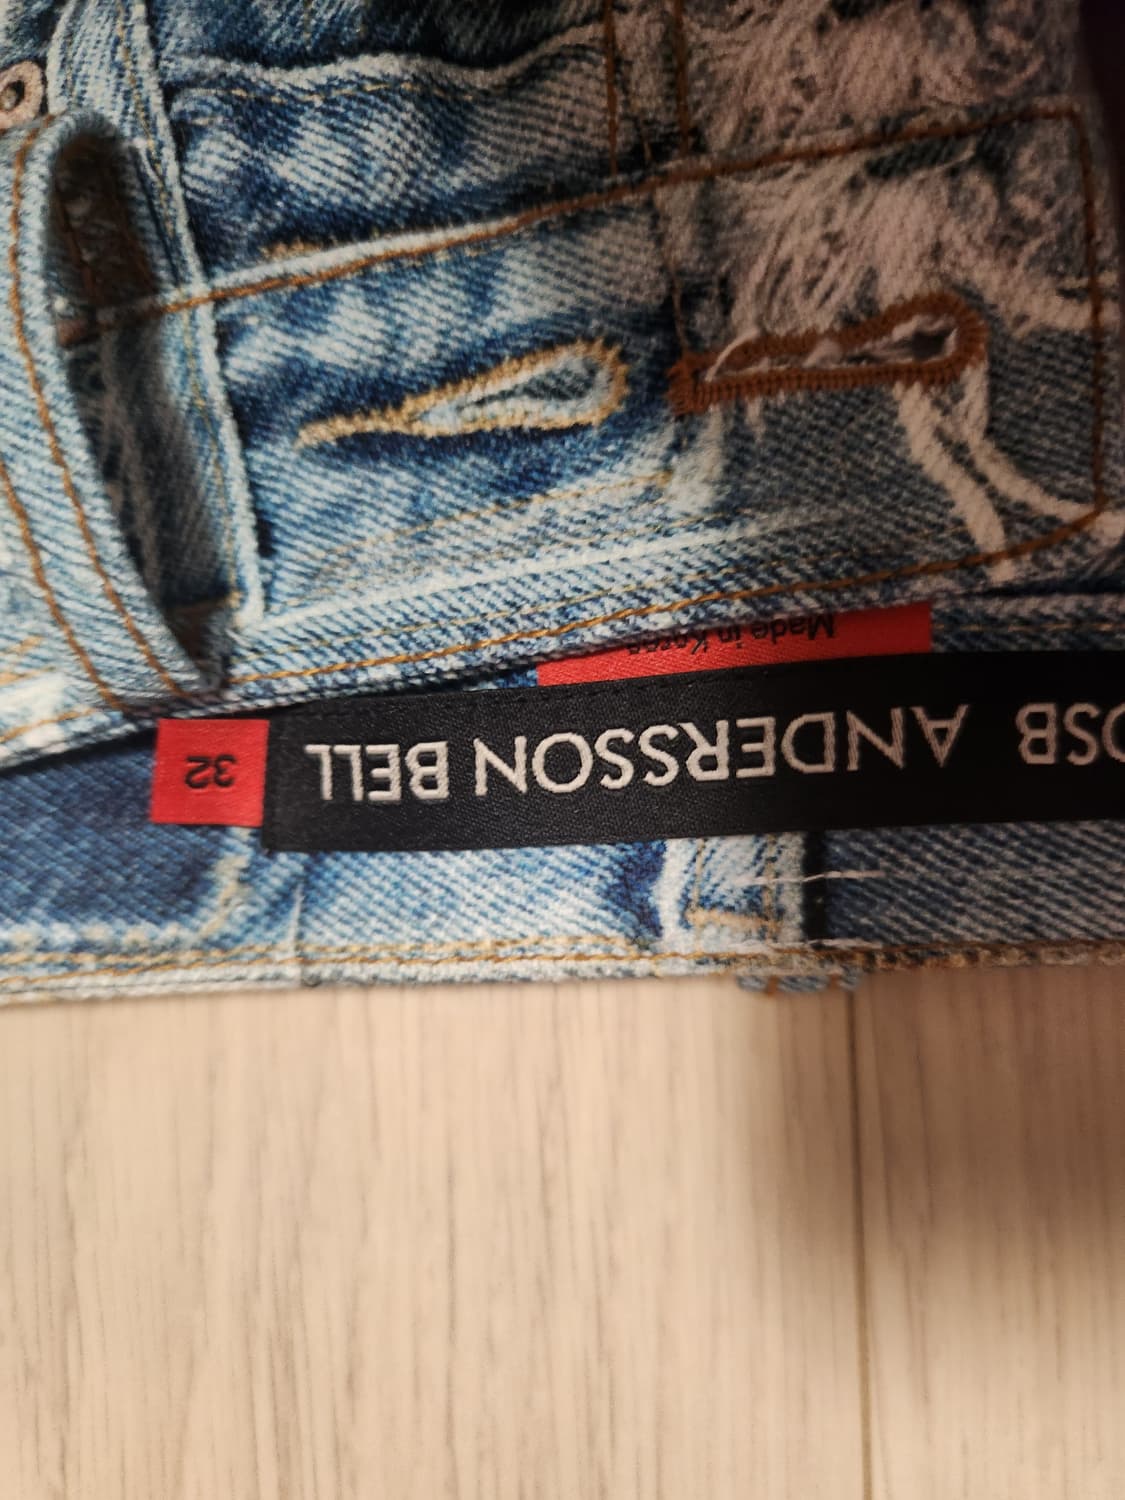 Made in Korea
DSB ANDERSSON BELL
32